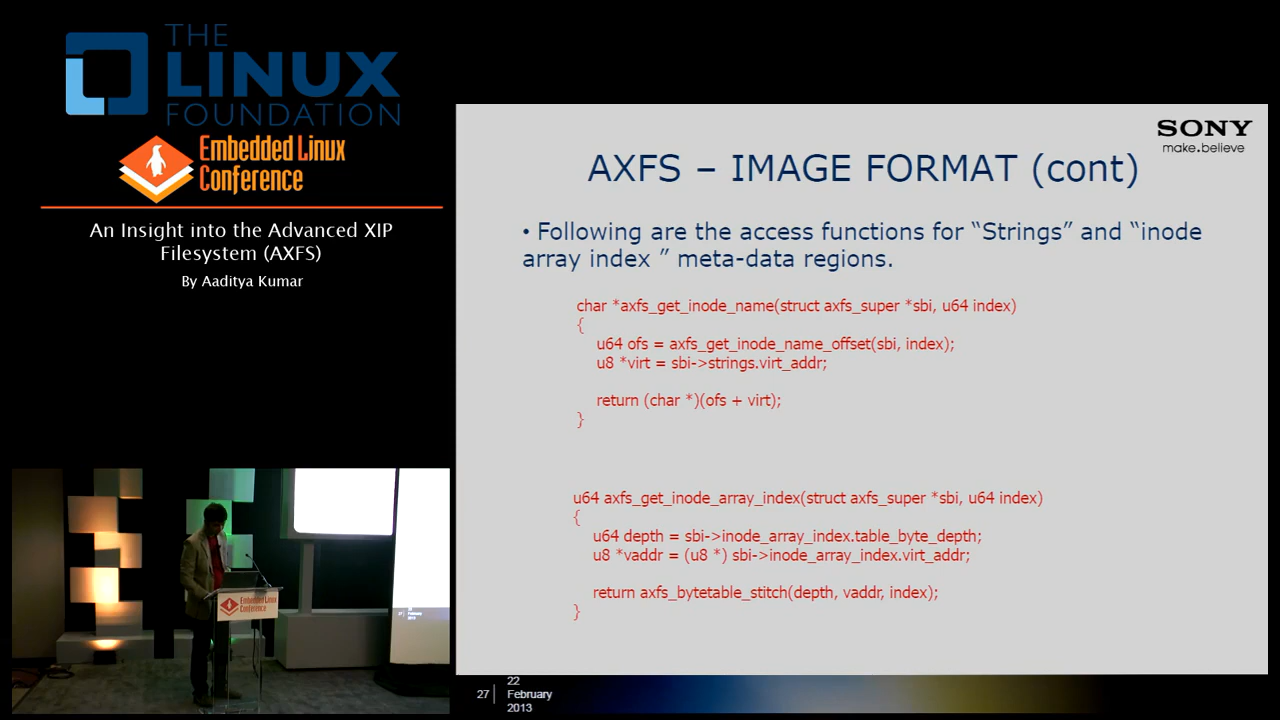 THE
LINUX
FOUNDATION
Embedded Linux
Conference
An Insight into the Advanced XIP
Filesystem (AXFS)
By Aaditya Kumar
SONY
make.believe
AXFS – IMAGE FORMAT (cont)
• Following are the access functions for “Strings” and “inode
array index ” meta-data regions.
char *axfs_get_inode_name(struct axfs_super *sbi, u64 index)
{
u64 ofs = axfs_get_inode_name_offset(sbi, index);
u8 *virt = sbi->strings.virt_addr;
return (char *)(ofs + virt);
}
u64 axfs_get_inode_array_index(struct axfs_super *sbi, u64 index)
{
u64 depth = sbi->inode_array_index.table_byte_depth;
u8 *vaddr = (u8 *) sbi->inode_array_index.virt_addr;
return axfs_bytetable_stitch(depth, vaddr, index);
}
27
22
February
2013
Embedded Linux
Conference